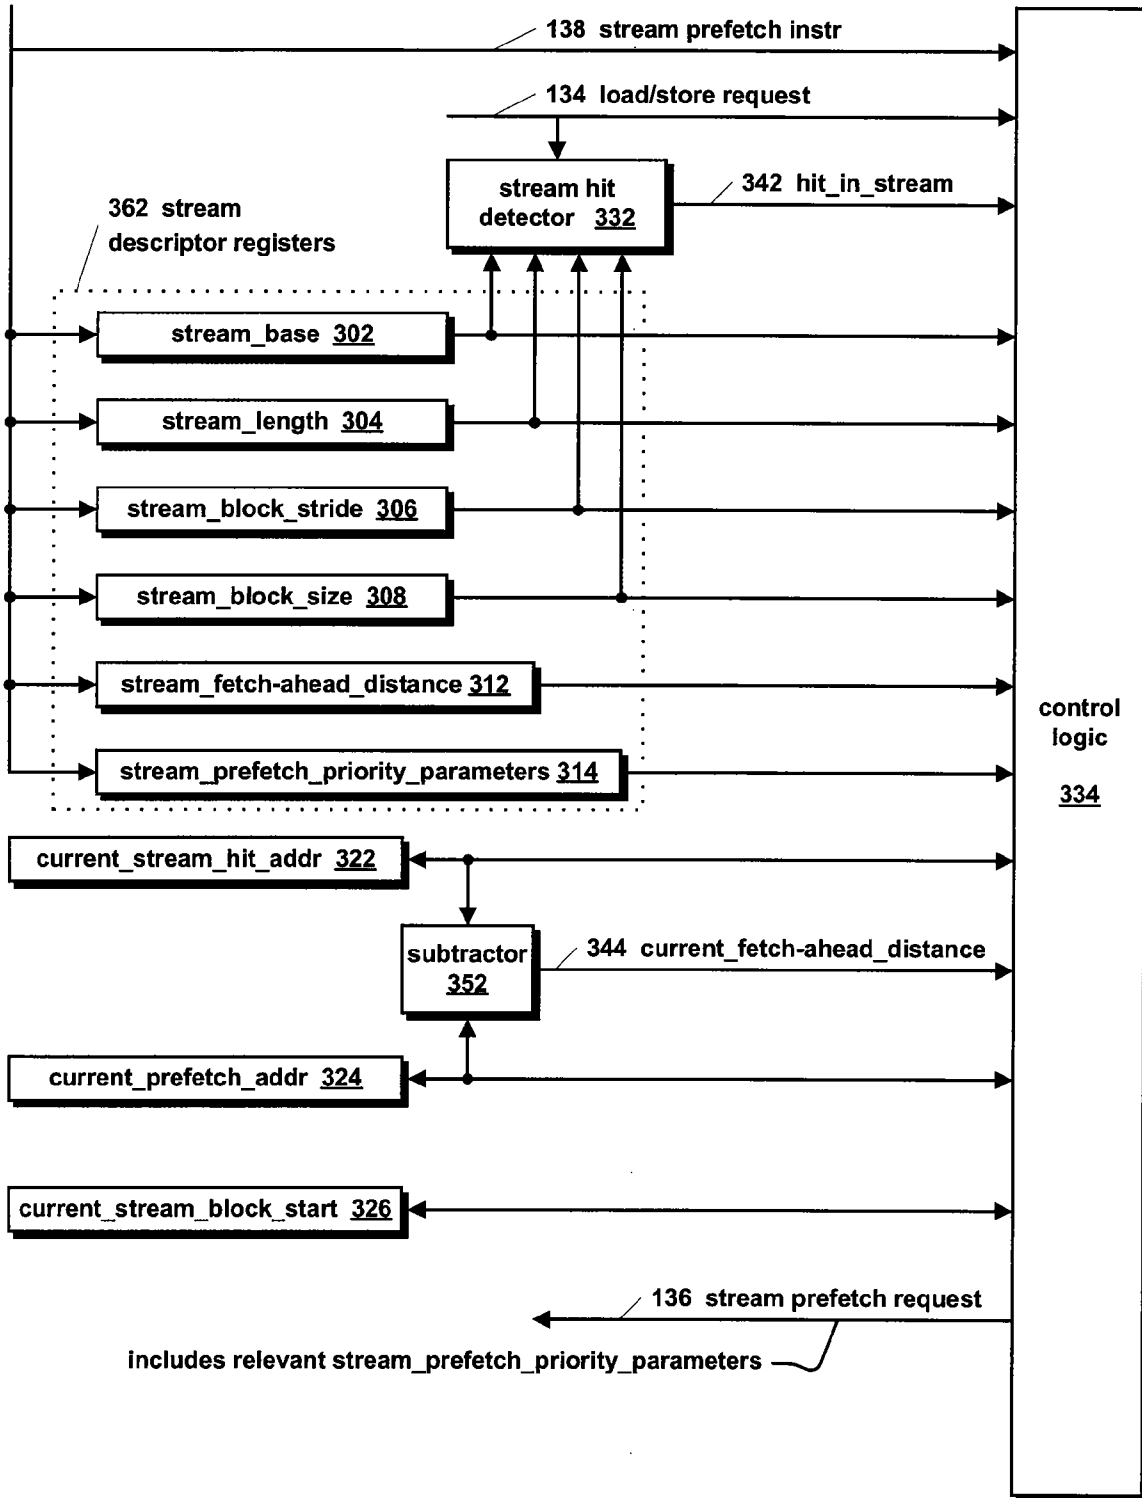 138 stream prefetch instr
134 load/store request
stream hit
detector 332
342 hit_in_stream
362 stream
descriptor registers
stream_base 302
stream_length 304
stream_block_stride 306
stream_block_size 308
stream_fetch-ahead_distance 312
stream_prefetch_priority_parameters 314
control
logic
334
current_stream_hit_addr 322
subtractor
352
344 current_fetch-ahead_distance
current_prefetch_addr 324
current_stream_block_start 326
136 stream prefetch request
includes relevant stream_prefetch_priority_parameters